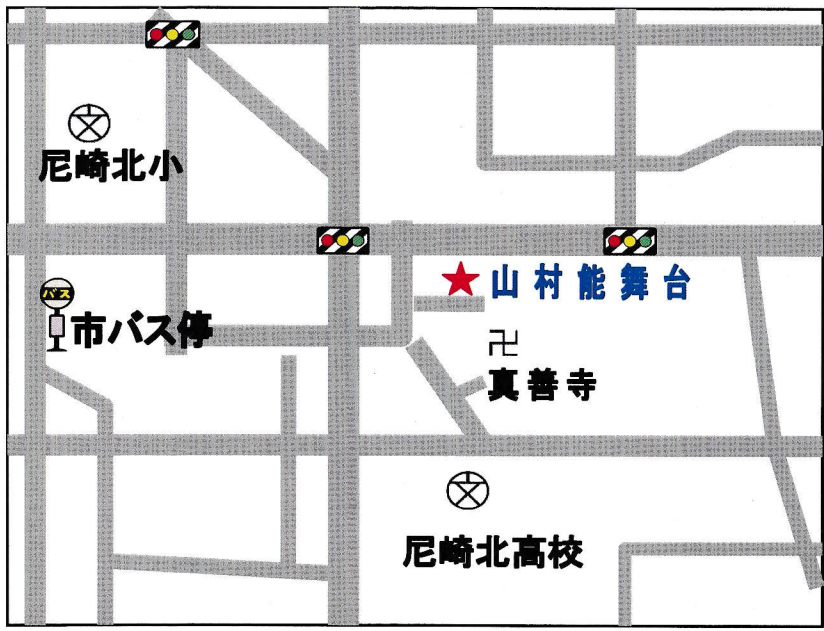 尼崎北小
山村能舞台
バス
市バス停
卍
真善寺
尼崎北高校